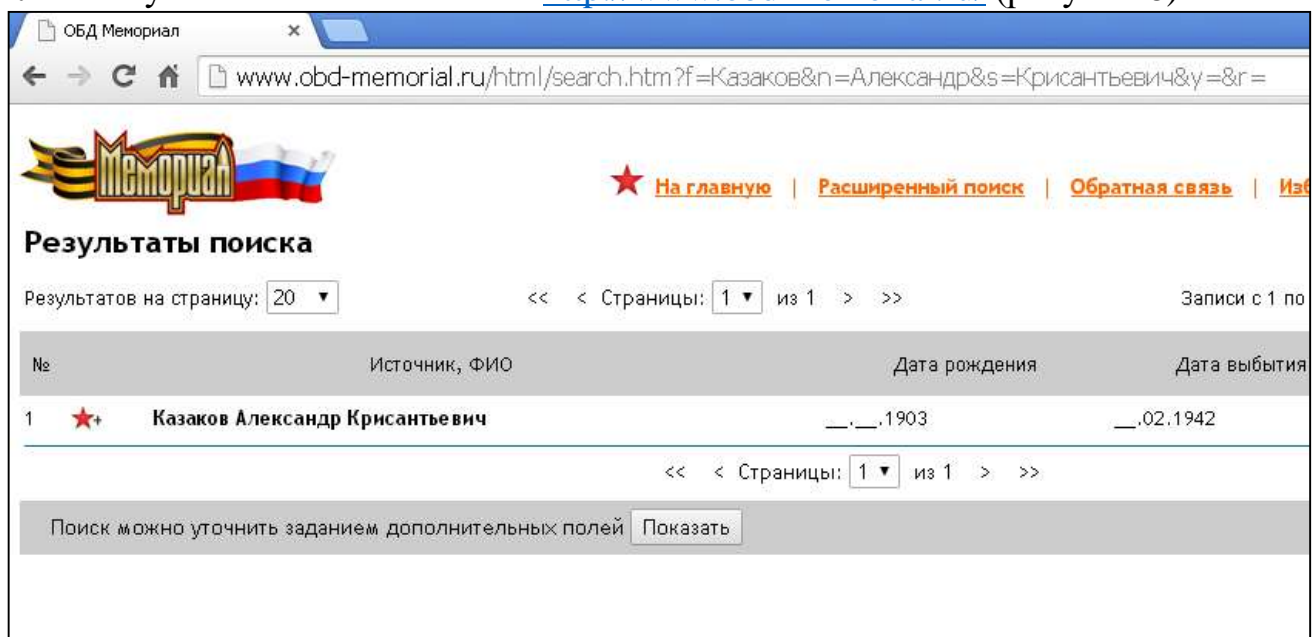 ОБД Мемориал ×
www.obd-memorial.ru/html/search.htm?f=Казаков&n=Александр&s=Крисантьевич&y=&r=
Мемориал
На главную | Расширенный поиск | Обратная связь |
Результаты поиска
Результатов на страницу: 20 << < Страницы: 1 из 1 > >> Записи с 1 по
№ Источник, ФИО Дата рождения Дата выбытия
1 + Казаков Александр Крисантьевич __.__.1903 __.02.1942
<< < Страницы: 1 из 1 > >>
Поиск можно уточнить заданием дополнительных полей Показать